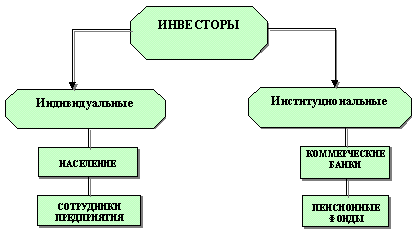 ИНВЕСТОРЫ
Индивидуальные
Институциональные
НАСЕЛЕНИЕ
КОММЕРЧЕСКИЕ
БАНКИ
СОТРУДНИКИ
ПРЕДПРИЯТИЯ
ПЕНСИОННЫЕ
ФОНДЫ